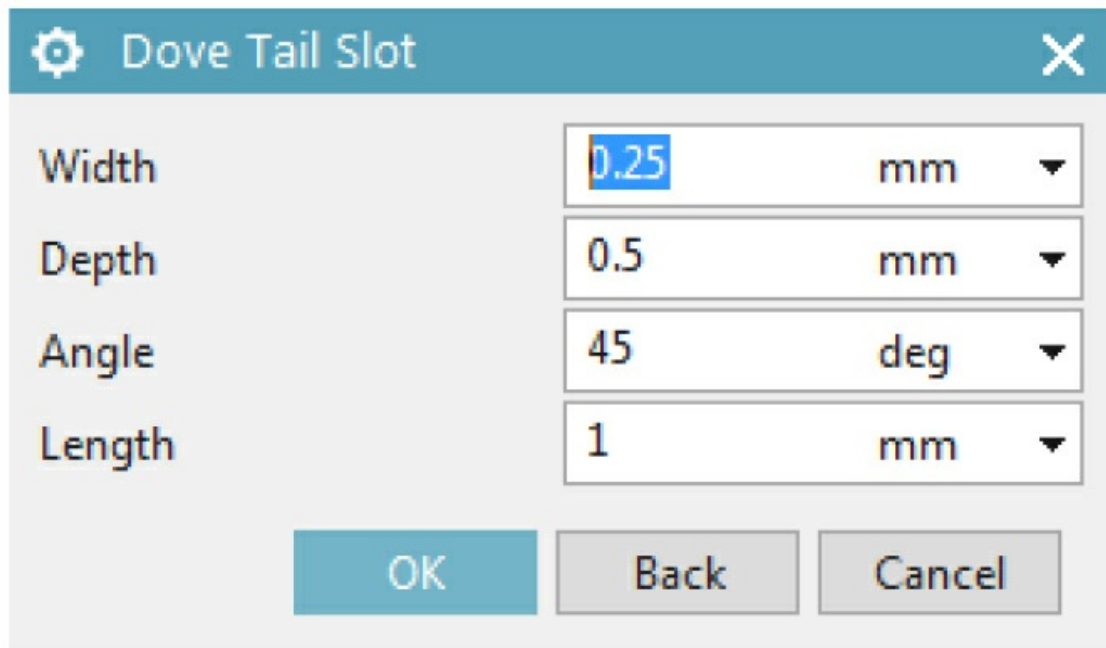 Dove Tail Slot
Width 0.25 mm
Depth 0.5 mm
Angle 45 deg
Length 1 mm
OK Back Cancel